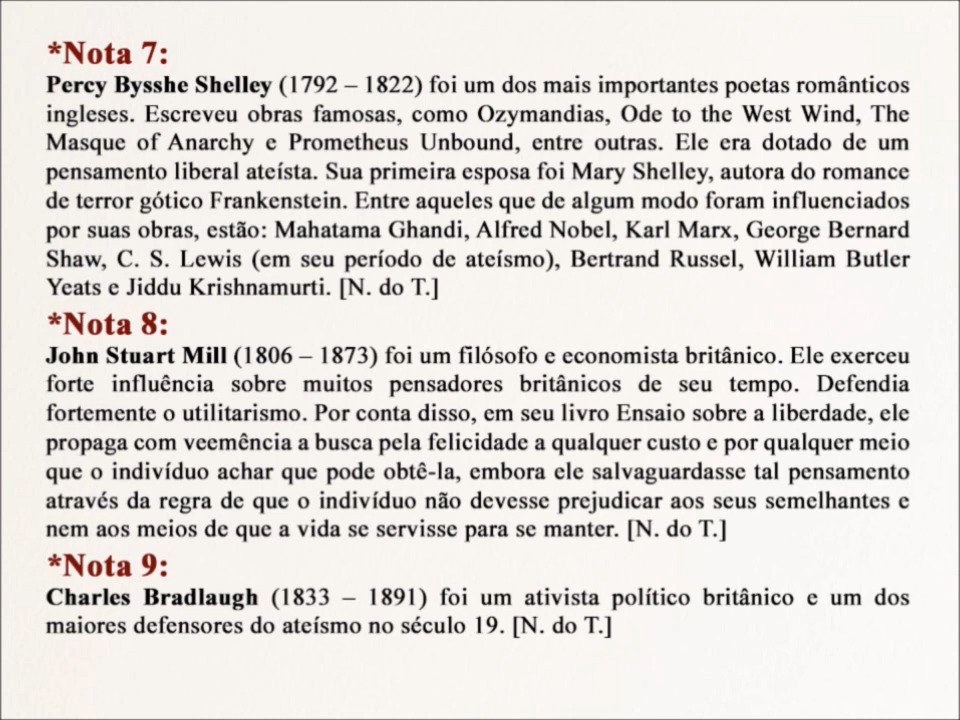 *Nota 7:
Percy Bysshe Shelley (1792 – 1822) foi um dos mais importantes poetas românticos
ingleses. Escreveu obras famosas, como Ozymandias, Ode to the West Wind, The
Masque of Anarchy e Prometheus Unbound, entre outras. Ele era dotado de um
pensamento liberal ateísta. Sua primeira esposa foi Mary Shelley, autora do romance
de terror gótico Frankenstein. Entre aqueles que de algum modo foram influenciados
por suas obras, estão: Mahatama Ghandi, Alfred Nobel, Karl Marx, George Bernard
Shaw, C. S. Lewis (em seu período de ateísmo), Bertrand Russel, William Butler
Yeats e Jiddu Krishnamurti. [N. do T.]
*Nota 8:
John Stuart Mill (1806 – 1873) foi um filósofo e economista britânico. Ele exerceu
forte influência sobre muitos pensadores britânicos de seu tempo. Defendia
fortemente o utilitarismo. Por conta disso, em seu livro Ensaio sobre a liberdade, ele
propaga com veemência a busca pela felicidade a qualquer custo e por qualquer meio
que o indivíduo achar que pode obtê-la, embora ele salvaguardasse tal pensamento
através da regra de que o indivíduo não devesse prejudicar aos seus semelhantes e
nem aos meios de que a vida se servisse para se manter. [N. do T.]
*Nota 9:
Charles Bradlaugh (1833 – 1891) foi um ativista político britânico e um dos
maiores defensores do ateísmo no século 19. [N. do T.]